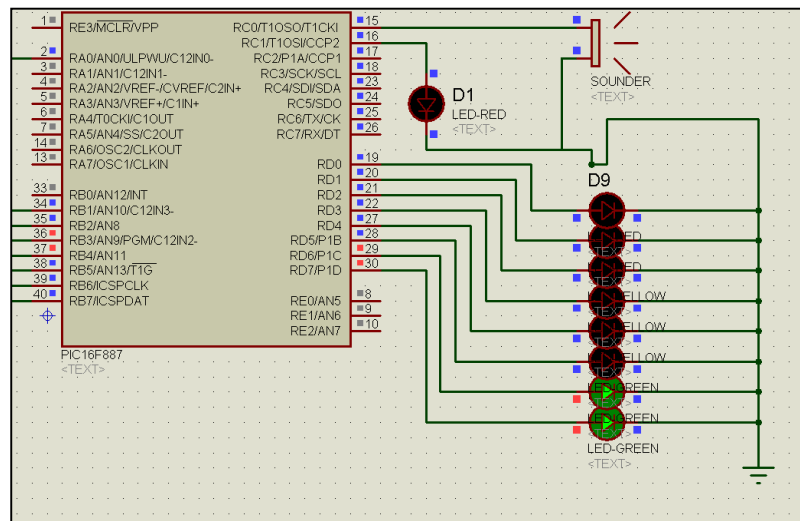 1 RE3/MCLR/VPP
2 RA0/AN0/ULPWU/C12IN0-
3 RA1/AN1/C12IN1-
4 RA2/AN2/VREF-/CVREF/C2IN+
5 RA3/AN3/VREF+/C1IN+
6 RA4/T0CKI/C1OUT
7 RA5/AN4/SS/C2OUT
14 RA6/OSC2/CLKOUT
13 RA7/OSC1/CLKIN
33 RB0/AN12/INT
34 RB1/AN10/C12IN3-
35 RB2/AN8
36 RB3/AN9/PGM/C12IN2-
37 RB4/AN11
38 RB5/AN13/T1G
39 RB6/ICSPCLK
40 RB7/ICSPDAT
RC0/T1OSO/T1CKI 15
RC1/T1OSI/CCP2 16
RC2/P1A/CCP1 17
RC3/SCK/SCL 18
RC4/SDI/SDA 23
RC5/SDO 24
RC6/TX/CK 25
RC7/RX/DT 26
RD0 19
RD1 20
RD2 21
RD3 22
RD4 27
RD5/P1B 28
RD6/P1C 29
RD7/P1D 30
RE0/AN5 8
RE1/AN6 9
RE2/AN7 10
PIC16F887
<TEXT>
D1
LED-RED
<TEXT>
SOUNDER
<TEXT>
D9
LED-GREEN
<TEXT>